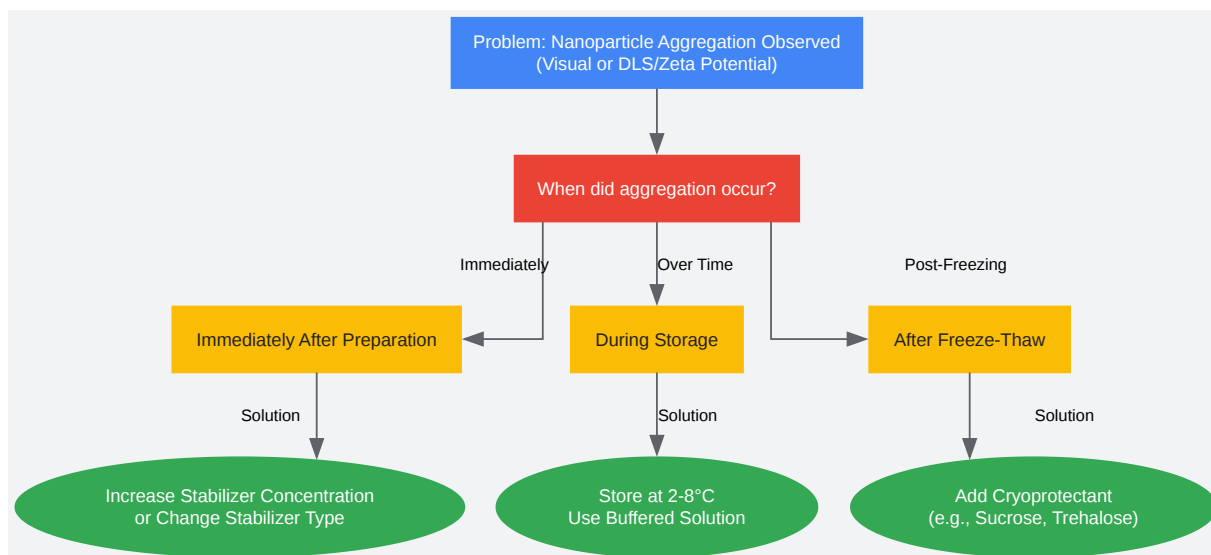 Problem: Nanoparticle Aggregation Observed
(Visual or DLS/Zeta Potential)
When did aggregation occur?
Immediately
Over Time
Post-Freezing
Immediately After Preparation
During Storage
After Freeze-Thaw
Solution
Solution
Solution
Increase Stabilizer Concentration
or Change Stabilizer Type
Store at 2-8°C
Use Buffered Solution
Add Cryoprotectant
(e.g., Sucrose, Trehalose)